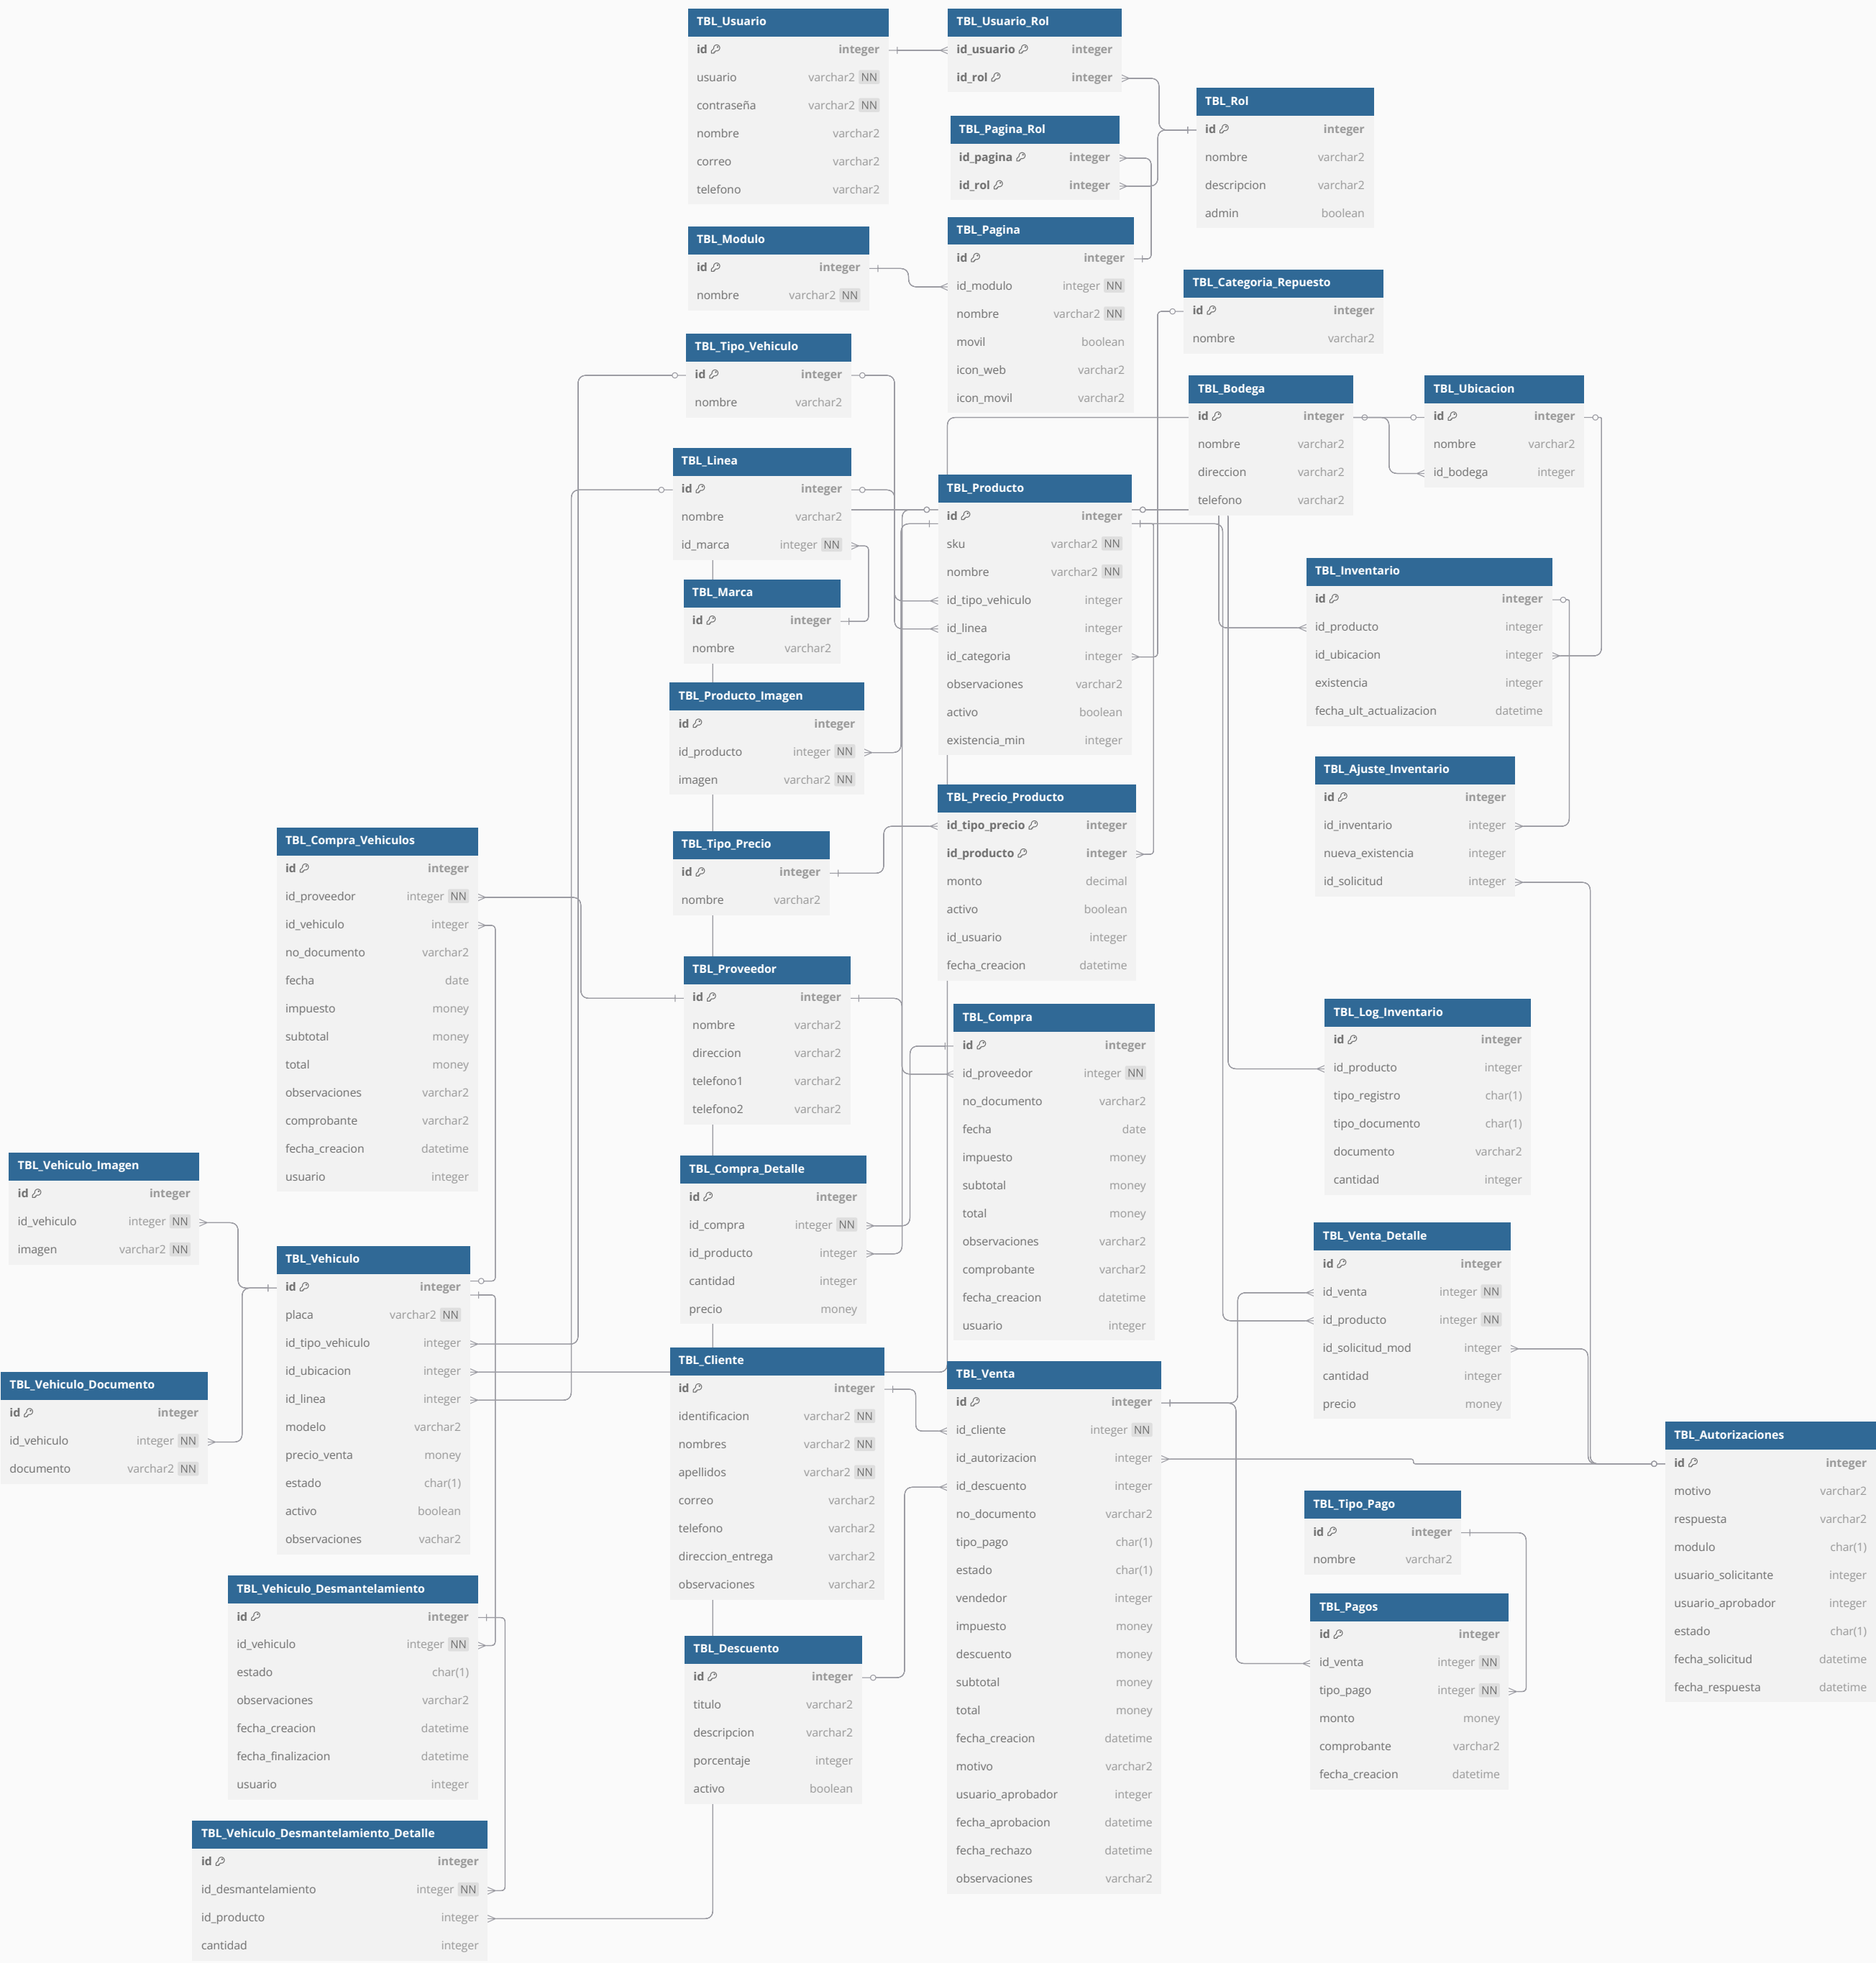 TBL_Usuario
id integer
usuario varchar2 NN
contraseña varchar2 NN
nombre varchar2
correo varchar2
telefono varchar2
TBL_Usuario_Rol
id_usuario integer
id_rol integer
TBL_Rol
id integer
nombre varchar2
descripcion varchar2
admin boolean
TBL_Pagina_Rol
id_pagina integer
id_rol integer
TBL_Modulo
id integer
nombre varchar2 NN
TBL_Pagina
id integer
id_modulo integer NN
nombre varchar2 NN
movil boolean
icon_web varchar2
icon_movil varchar2
TBL_Categoria_Repuesto
id integer
nombre varchar2
TBL_Tipo_Vehiculo
id integer
nombre varchar2
TBL_Bodega
id integer
nombre varchar2
direccion varchar2
telefono varchar2
TBL_Ubicacion
id integer
nombre varchar2
id_bodega integer
TBL_Linea
id integer
nombre varchar2
id_marca integer NN
TBL_Producto
id integer
sku varchar2 NN
nombre varchar2 NN
id_tipo_vehiculo integer
id_linea integer
id_categoria integer
observaciones varchar2
activo boolean
existencia_min integer
TBL_Marca
id integer
nombre varchar2
TBL_Inventario
id integer
id_producto integer
id_ubicacion integer
existencia integer
fecha_ult_actualizacion datetime
TBL_Producto_Imagen
id integer
id_producto integer NN
imagen varchar2 NN
TBL_Ajuste_Inventario
id integer
id_inventario integer
nueva_existencia integer
id_solicitud integer
TBL_Precio_Producto
id_tipo_precio integer
id_producto integer
monto decimal
activo boolean
id_usuario integer
fecha_creacion datetime
TBL_Tipo_Precio
id integer
nombre varchar2
TBL_Compra_Vehiculos
id integer
id_proveedor integer NN
id_vehiculo integer
no_documento varchar2
fecha date
impuesto money
subtotal money
total money
observaciones varchar2
comprobante varchar2
fecha_creacion datetime
usuario integer
TBL_Proveedor
id integer
nombre varchar2
direccion varchar2
telefono1 varchar2
telefono2 varchar2
TBL_Compra
id integer
id_proveedor integer NN
no_documento varchar2
fecha date
impuesto money
subtotal money
total money
observaciones varchar2
comprobante varchar2
fecha_creacion datetime
usuario integer
TBL_Log_Inventario
id integer
id_producto integer
tipo_registro char(1)
tipo_documento char(1)
documento varchar2
cantidad integer
TBL_Vehiculo_Imagen
id integer
id_vehiculo integer NN
imagen varchar2 NN
TBL_Compra_Detalle
id integer
id_compra integer NN
id_producto integer
cantidad integer
precio money
TBL_Venta_Detalle
id integer
id_venta integer NN
id_producto integer NN
id_solicitud_mod integer
cantidad integer
precio money
TBL_Vehiculo
id integer
placa varchar2 NN
id_tipo_vehiculo integer
id_ubicacion integer
id_linea integer
modelo varchar2
precio_venta money
estado char(1)
activo boolean
observaciones vachar2
TBL_Vehiculo_Documento
id integer
id_vehiculo integer NN
documento varchar2 NN
TBL_Cliente
id integer
identificacion varchar2 NN
nombres varchar2 NN
apellidos varchar2 NN
correo varchar2
telefono varchar2
direccion_entrega varchar2
observaciones varchar2
TBL_Venta
id integer
id_cliente integer NN
id_autorizacion integer
id_descuento integer
no_documento varchar2
tipo_pago char(1)
estado char(1)
vendedor integer
impuesto money
descuento money
subtotal money
total money
fecha_creacion datetime
motivo varchar2
usuario_aprobador integer
fecha_aprobacion datetime
fecha_rechazo datetime
observaciones varchar2
TBL_Autorizaciones
id integer
motivo varchar2
respuesta varchar2
modulo char(1)
usuario_solicitante integer
usuario_aprobador integer
estado char(1)
fecha_solicitud datetime
fecha_respuesta datetime
TBL_Tipo_Pago
id integer
nombre varchar2
TBL_Pagos
id integer
id_venta integer NN
tipo_pago integer NN
monto money
comprobante varchar2
fecha_creacion datetime
TBL_Vehiculo_Desmantelamiento
id integer
id_vehiculo integer NN
estado char(1)
observaciones varchar2
fecha_creacion datetime
fecha_finalizacion datetime
usuario integer
TBL_Descuento
id integer
titulo varchar2
descripcion varchar2
porcentaje integer
activo boolean
TBL_Vehiculo_Desmantelamiento_Detalle
id integer
id_desmantelamiento integer NN
id_producto integer
cantidad integer